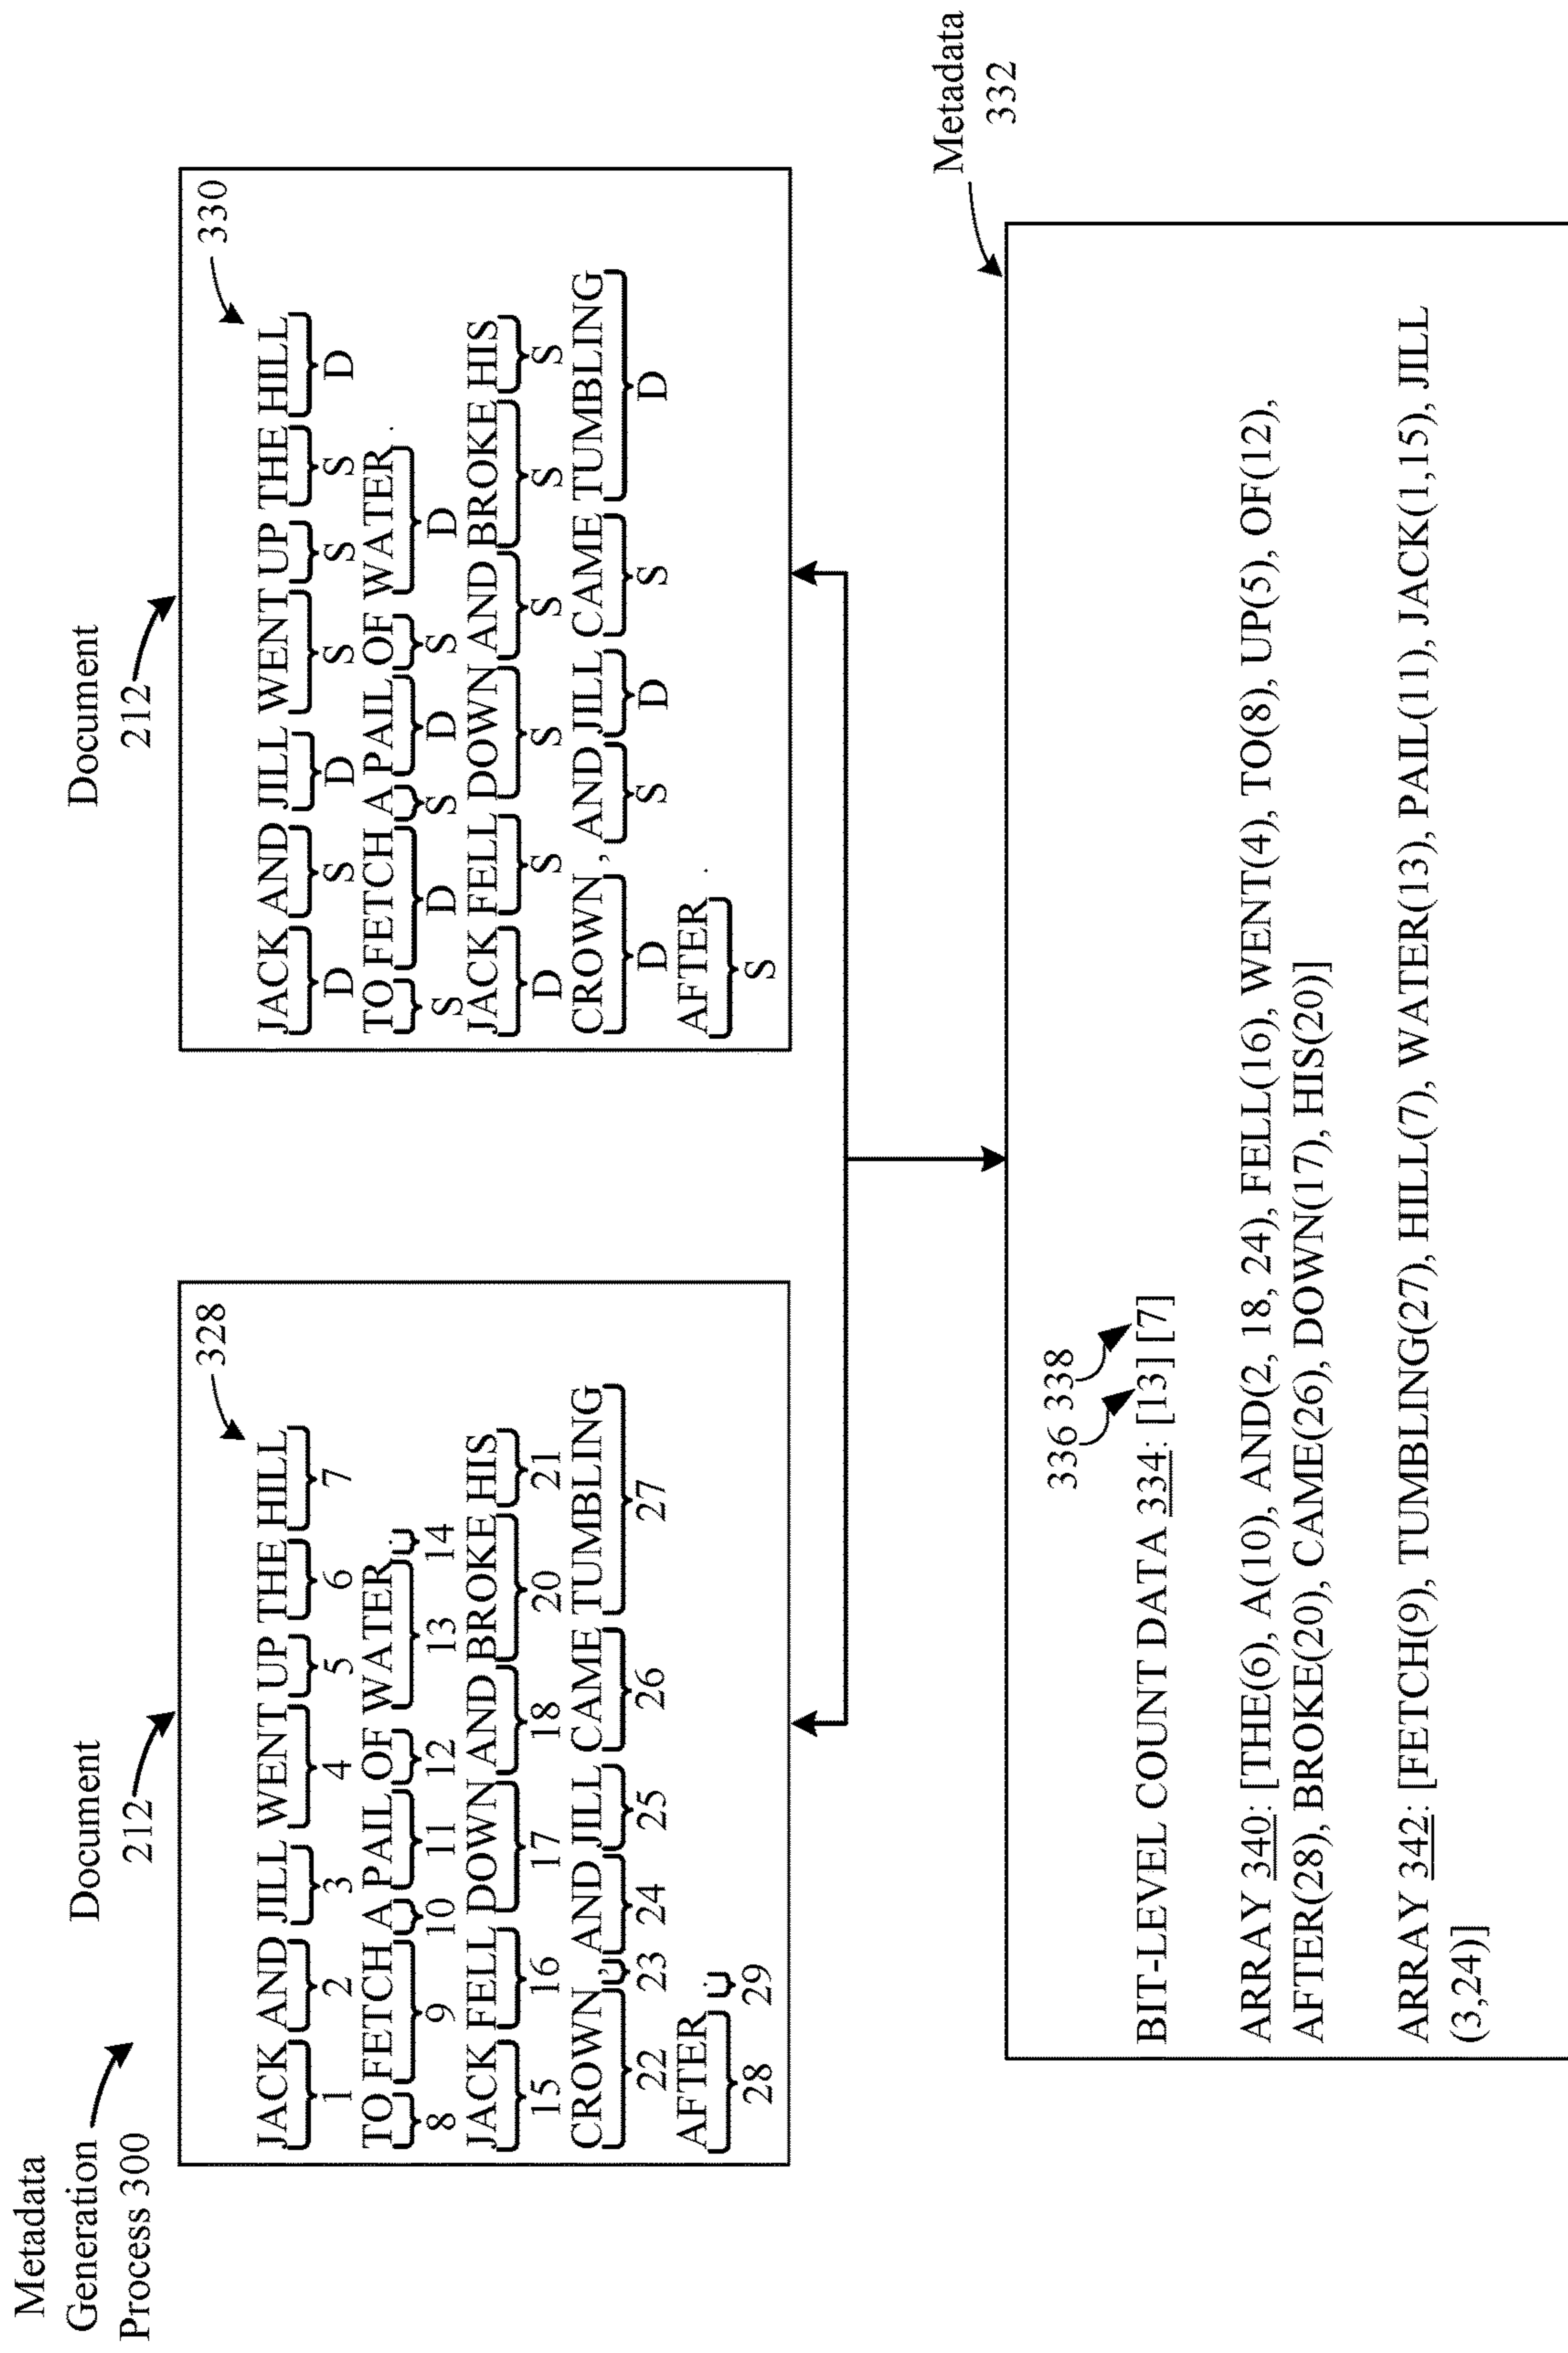 Metadata
Generation
Process 300
Document
212
328
JACK AND JILL WENT UP THE HILL
1 2 3 4 5 6 7
TO FETCH A PAIL OF WATER .
8 9 10 11 12 13 14
JACK FELL DOWN AND BROKE HIS
15 16 17 18 20 21
CROWN , AND JILL CAME TUMBLING
22 23 24 25 26 27
AFTER .
28 29
Document
212
330
JACK AND JILL WENT UP THE HILL
D S D S S S D
TO FETCH A PAIL OF WATER .
S D S D S D
JACK FELL DOWN AND BROKE HIS
D S S S S S
CROWN , AND JILL CAME TUMBLING
D S D S D
AFTER .
S
Metadata
332
336 338
BIT-LEVEL COUNT DATA 334: [13] [7]
ARRAY 340: [THE(6), A(10), AND(2, 18, 24), FELL(16), WENT(4), TO(8), UP(5), OF(12),
AFTER(28), BROKE(20), CAME(26), DOWN(17), HIS(20)]
ARRAY 342: [FETCH(9), TUMBLING(27), HILL(7), WATER(13), PAIL(11), JACK(1,15), JILL
(3,24)]